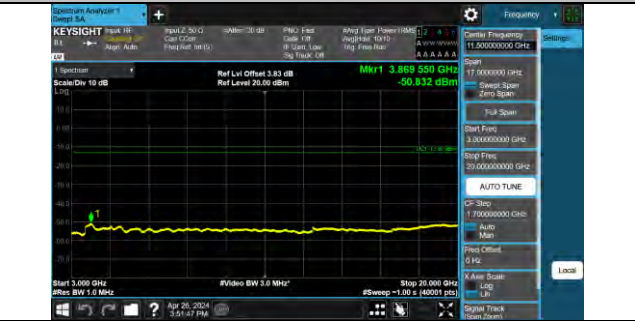 Spectrum Analyzer 1
Swept SA
+
Frequency
KEYSIGHT
Input: RF
Input Z: 50 Ω
#Atten: 20 dB
PNO: Fast
#Avg Type: Power (RMS
Align: Auto
Gate: Off
Avg|Hold: 10/10
IF Gain: Low
Trig: Free Run
Sig Track: Off
A A A A A A
1 Spectrum
Scale/Div 10 dB
Log
Ref Lvl Offset 3.83 dB
Ref Level 20.00 dBm
Mkr1 3.869 550 GHz
-50.832 dBm
10.0
0.00
1
Start 3.000 GHz
#Res BW 1.0 MHz
#Video BW 3.0 MHz*
Stop 20.000 GHz
#Sweep ~1.00 s (40001 pts)
Apr 26, 2024
3:51:47 PM
?
Center Frequency
11.500000000 GHz
Settings
Span
17.0000000 GHz
Swept Span
Zero Span
Full Span
Start Freq
3.000000000 GHz
Stop Freq
20.000000000 GHz
AUTO TUNE
CF Step
1.700000000 GHz
Auto
Man
Freq Offset
0 Hz
X Axis Scale
Log
Lin
Local
Signal Track
(Span Zoom)